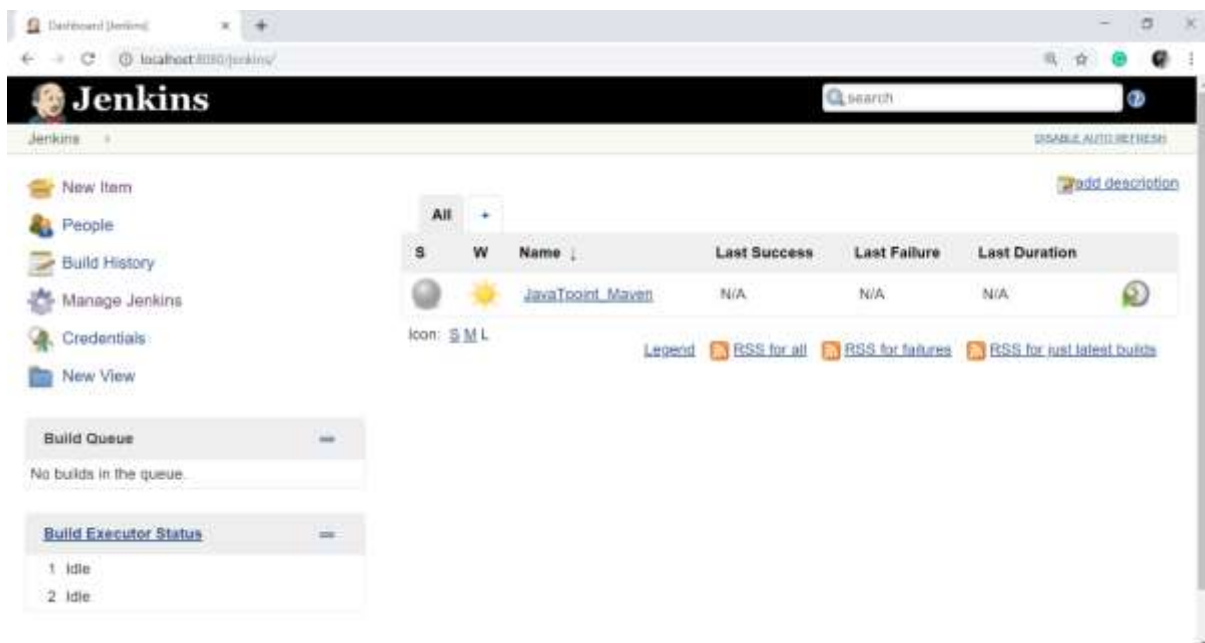 Dashboard [Jenkins]
localhost:8080/jenkins/
Jenkins
search
Jenkins
DISABLE AUTO REFRESH
New Item
People
Build History
Manage Jenkins
Credentials
New View
add description
All +
S W Name ↓ Last Success Last Failure Last Duration
JavaTpoint_Maven N/A N/A N/A
Icon: S M L
Legend RSS for all RSS for failures RSS for just latest builds
Build Queue
No builds in the queue.
Build Executor Status
1 Idle
2 Idle